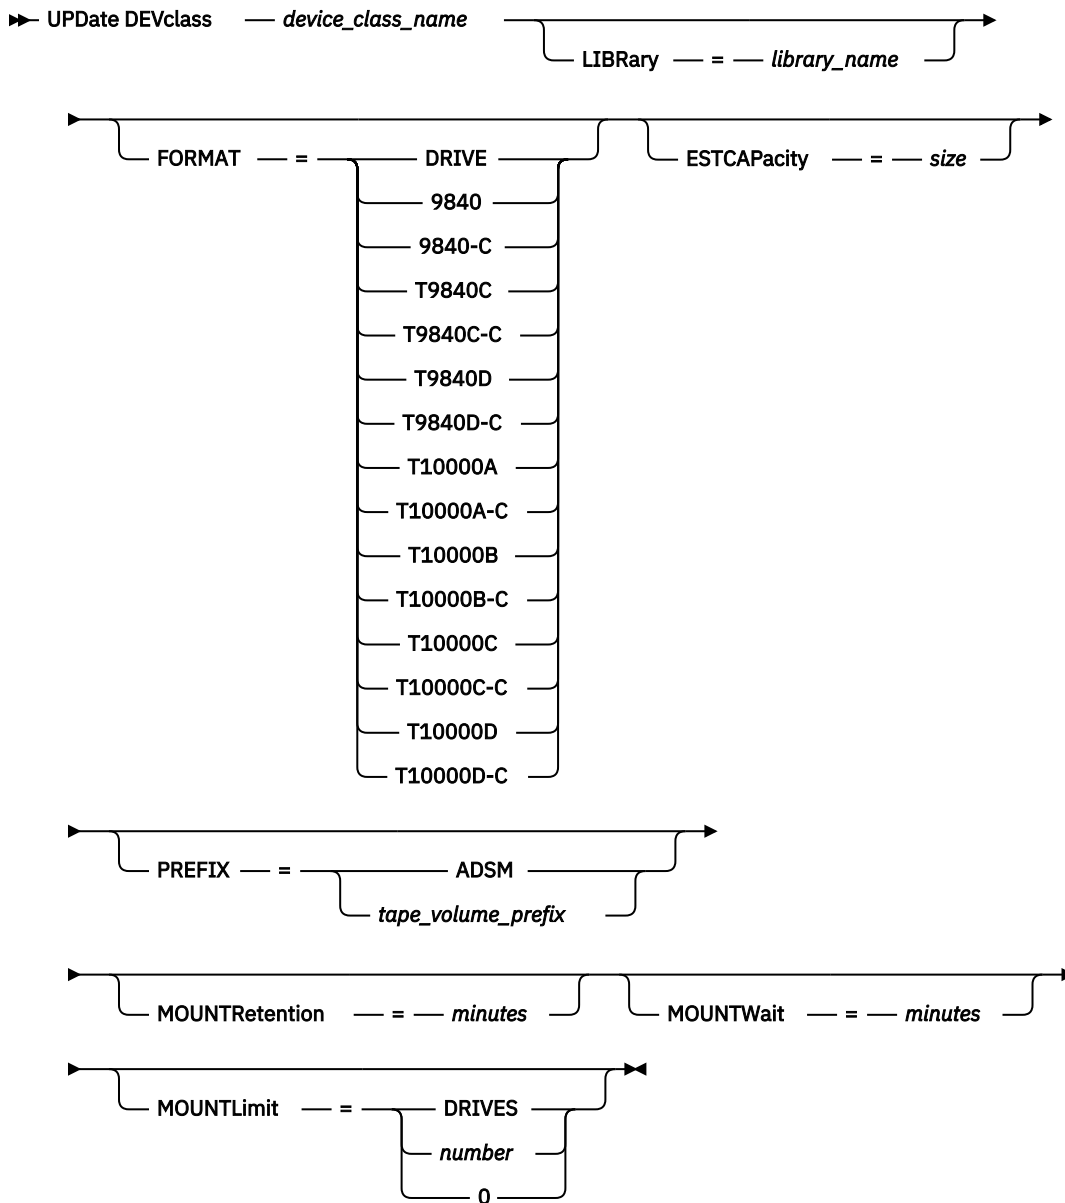 UPDate DEVclass device_class_name
LIBRary = library_name
FORMAT = DRIVE
ESTCAPacity = size
9840
9840-C
T9840C
T9840C-C
T9840D
T9840D-C
T10000A
T10000A-C
T10000B
T10000B-C
T10000C
T10000C-C
T10000D
T10000D-C
PREFIX = ADSM
tape_volume_prefix
MOUNTRetention = minutes
MOUNTWait = minutes
MOUNTLimit = DRIVES
number
0